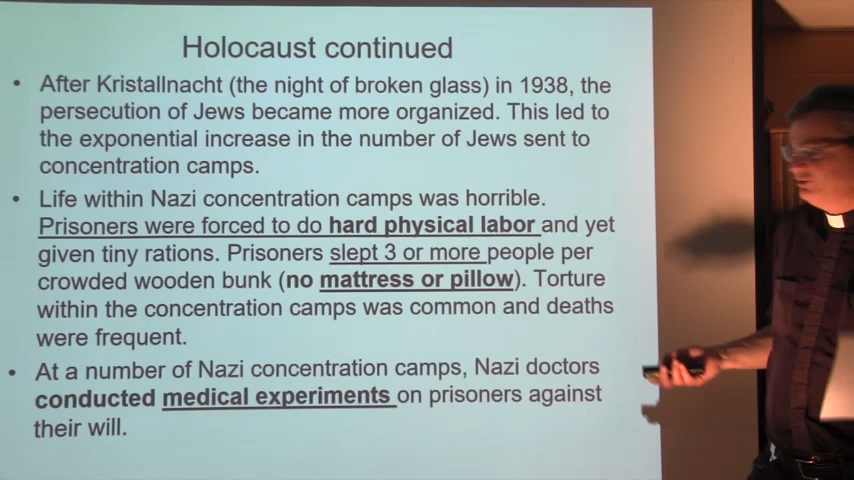 Holocaust continued
• After Kristallnacht (the night of broken glass) in 1938, the
persecution of Jews became more organized. This led to
the exponential increase in the number of Jews sent to
concentration camps.
• Life within Nazi concentration camps was horrible.
Prisoners were forced to do hard physical labor and yet
given tiny rations. Prisoners slept 3 or more people per
crowded wooden bunk (no mattress or pillow). Torture
within the concentration camps was common and deaths
were frequent.
• At a number of Nazi concentration camps, Nazi doctors
conducted medical experiments on prisoners against
their will.